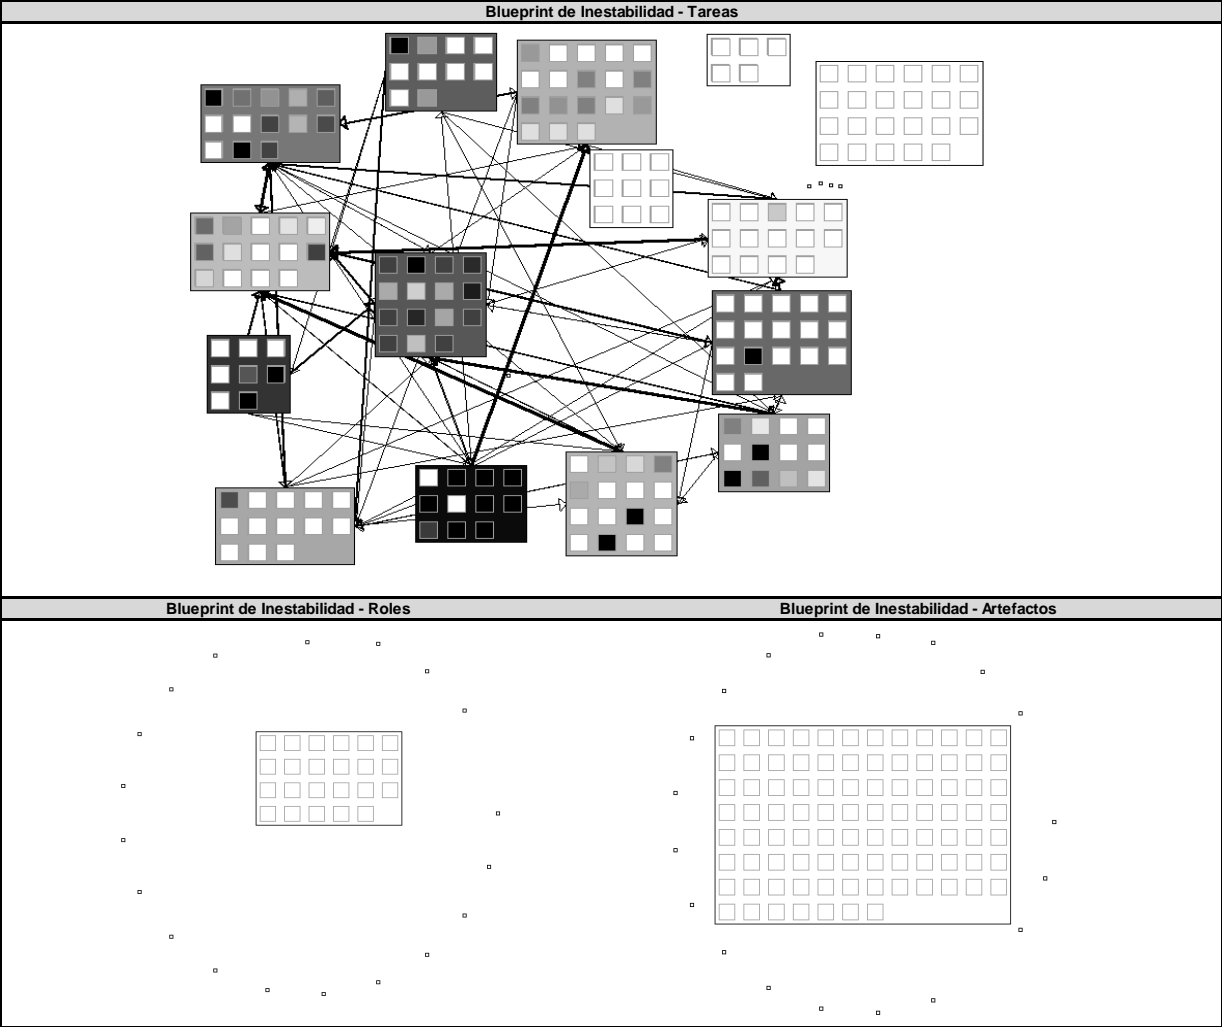 Blueprint de Inestabilidad - Tareas
Blueprint de Inestabilidad - Roles
Blueprint de Inestabilidad - Artefactos